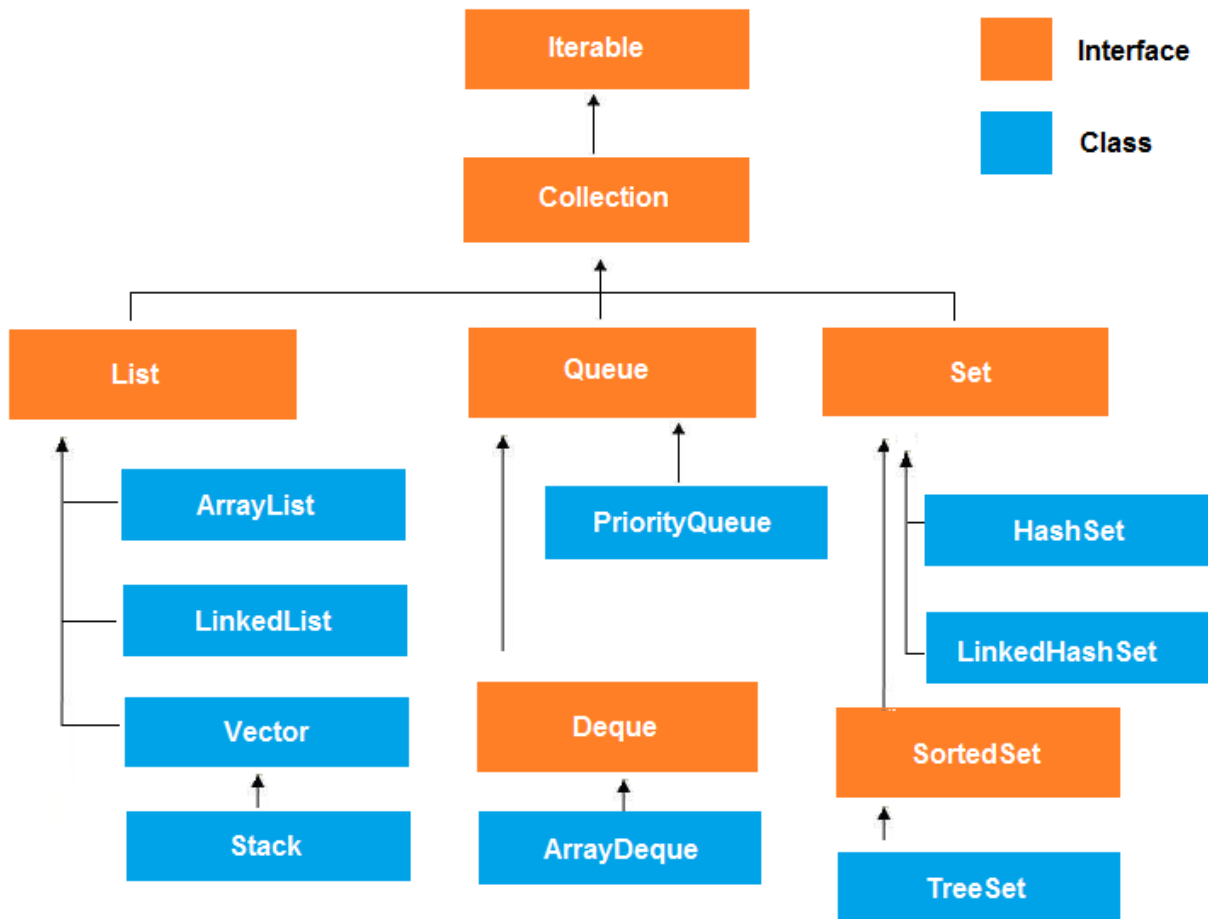 Iterable
Interface
Class
Collection
List
Queue
Set
ArrayList
PriorityQueue
HashSet
LinkedList
LinkedHashSet
Vector
Deque
SortedSet
Stack
ArrayDeque
TreeSet